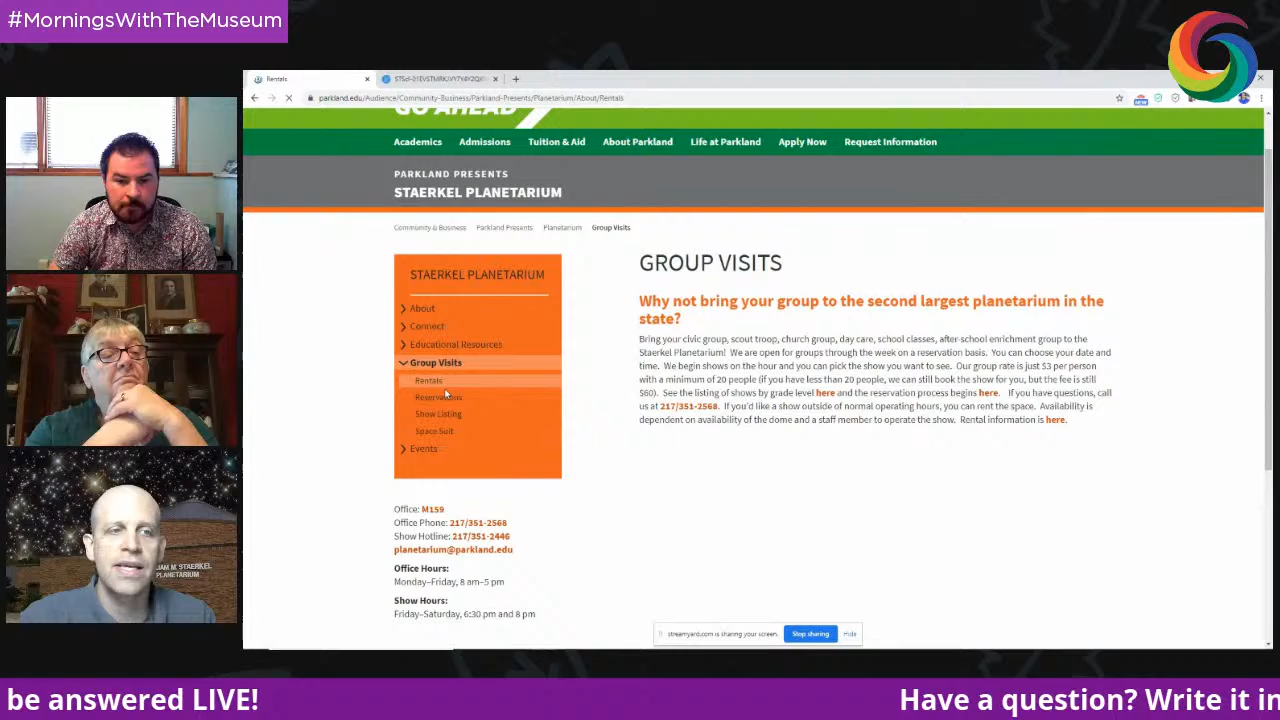 #MorningsWithTheMuseum
Rentals
parkland.edu/Audience/Community-Business/Parkland-Presents/Planetarium/About/Rentals
GO AHEAD
Academics Admissions Tuition & Aid About Parkland Life at Parkland Apply Now Request Information
PARKLAND PRESENTS
STAERKEL PLANETARIUM
Community & Business Parkland Presents Planetarium Group Visits
STAERKEL PLANETARIUM
About
Connect
Educational Resources
Group Visits
Rentals
Reservations
Show Listing
Space Suit
Events
GROUP VISITS
Why not bring your group to the second largest planetarium in the
state?
Bring your civic group, scout troop, church group, day care, school classes, after-school enrichment group to the
Staerkel Planetarium! We are open for groups through the week on a reservation basis. You can choose your date and
time. We begin shows on the hour and you can pick the show you want to see. Our group rate is just $3 per person
with a minimum of 20 people (if you have less than 20 people, we can still book the show for you, but the fee is still
$60). See the listing of shows by grade level here and the reservation process begins here. If you have questions, call
us at 217/351-2568. If you'd like a show outside of normal operating hours, you can rent the space. Availability is
dependent on availability of the dome and a staff member to operate the show. Rental information is here.
Office: M159
Office Phone: 217/351-2568
Show Hotline: 217/351-2446
planetarium@parkland.edu
Office Hours:
Monday–Friday, 8 am–5 pm
Show Hours:
Friday–Saturday, 6:30 pm and 8 pm
streamyard.com is sharing your screen. Stop sharing Hide
IAM M. STAERKEL
PLANETARIUM
be answered LIVE! Have a question? Write it in